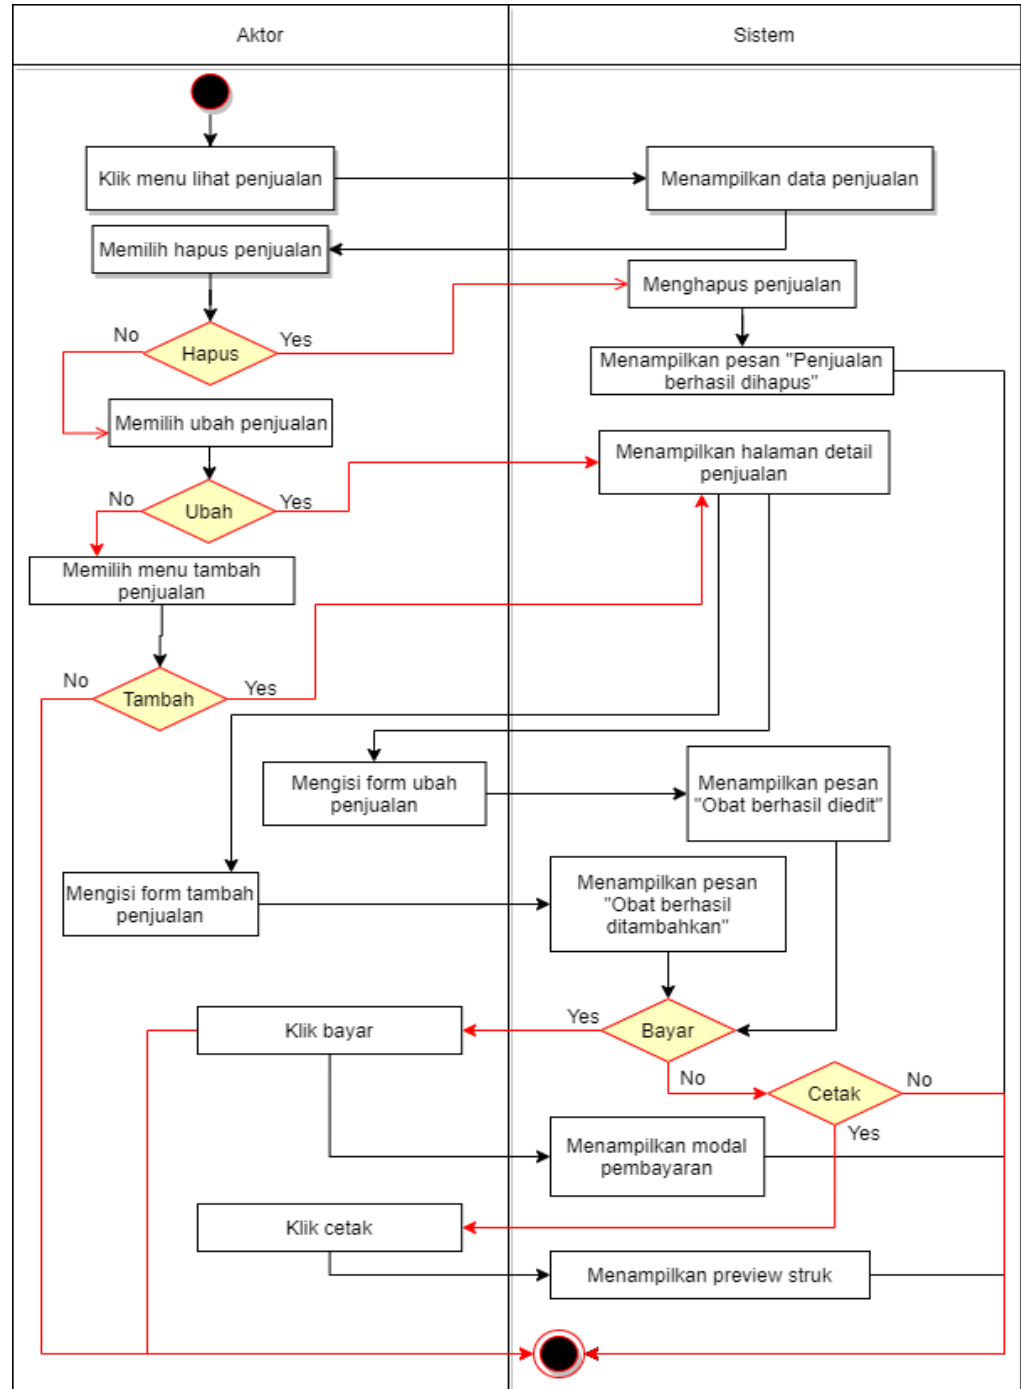 Aktor
Sistem
Klik menu lihat penjualan
Menampilkan data penjualan
Memilih hapus penjualan
Menghapus penjualan
No
Yes
Hapus
Menampilkan pesan "Penjualan
berhasil dihapus"
Memilih ubah penjualan
Menampilkan halaman detail
penjualan
No
Yes
Ubah
Memilih menu tambah
penjualan
No
Yes
Tambah
Mengisi form ubah
penjualan
Menampilkan pesan
"Obat berhasil diedit"
Mengisi form tambah
penjualan
Menampilkan pesan
"Obat berhasil
ditambahkan"
Klik bayar
Yes
Bayar
No
Cetak
No
Yes
Menampilkan modal
pembayaran
Klik cetak
Menampilkan preview struk